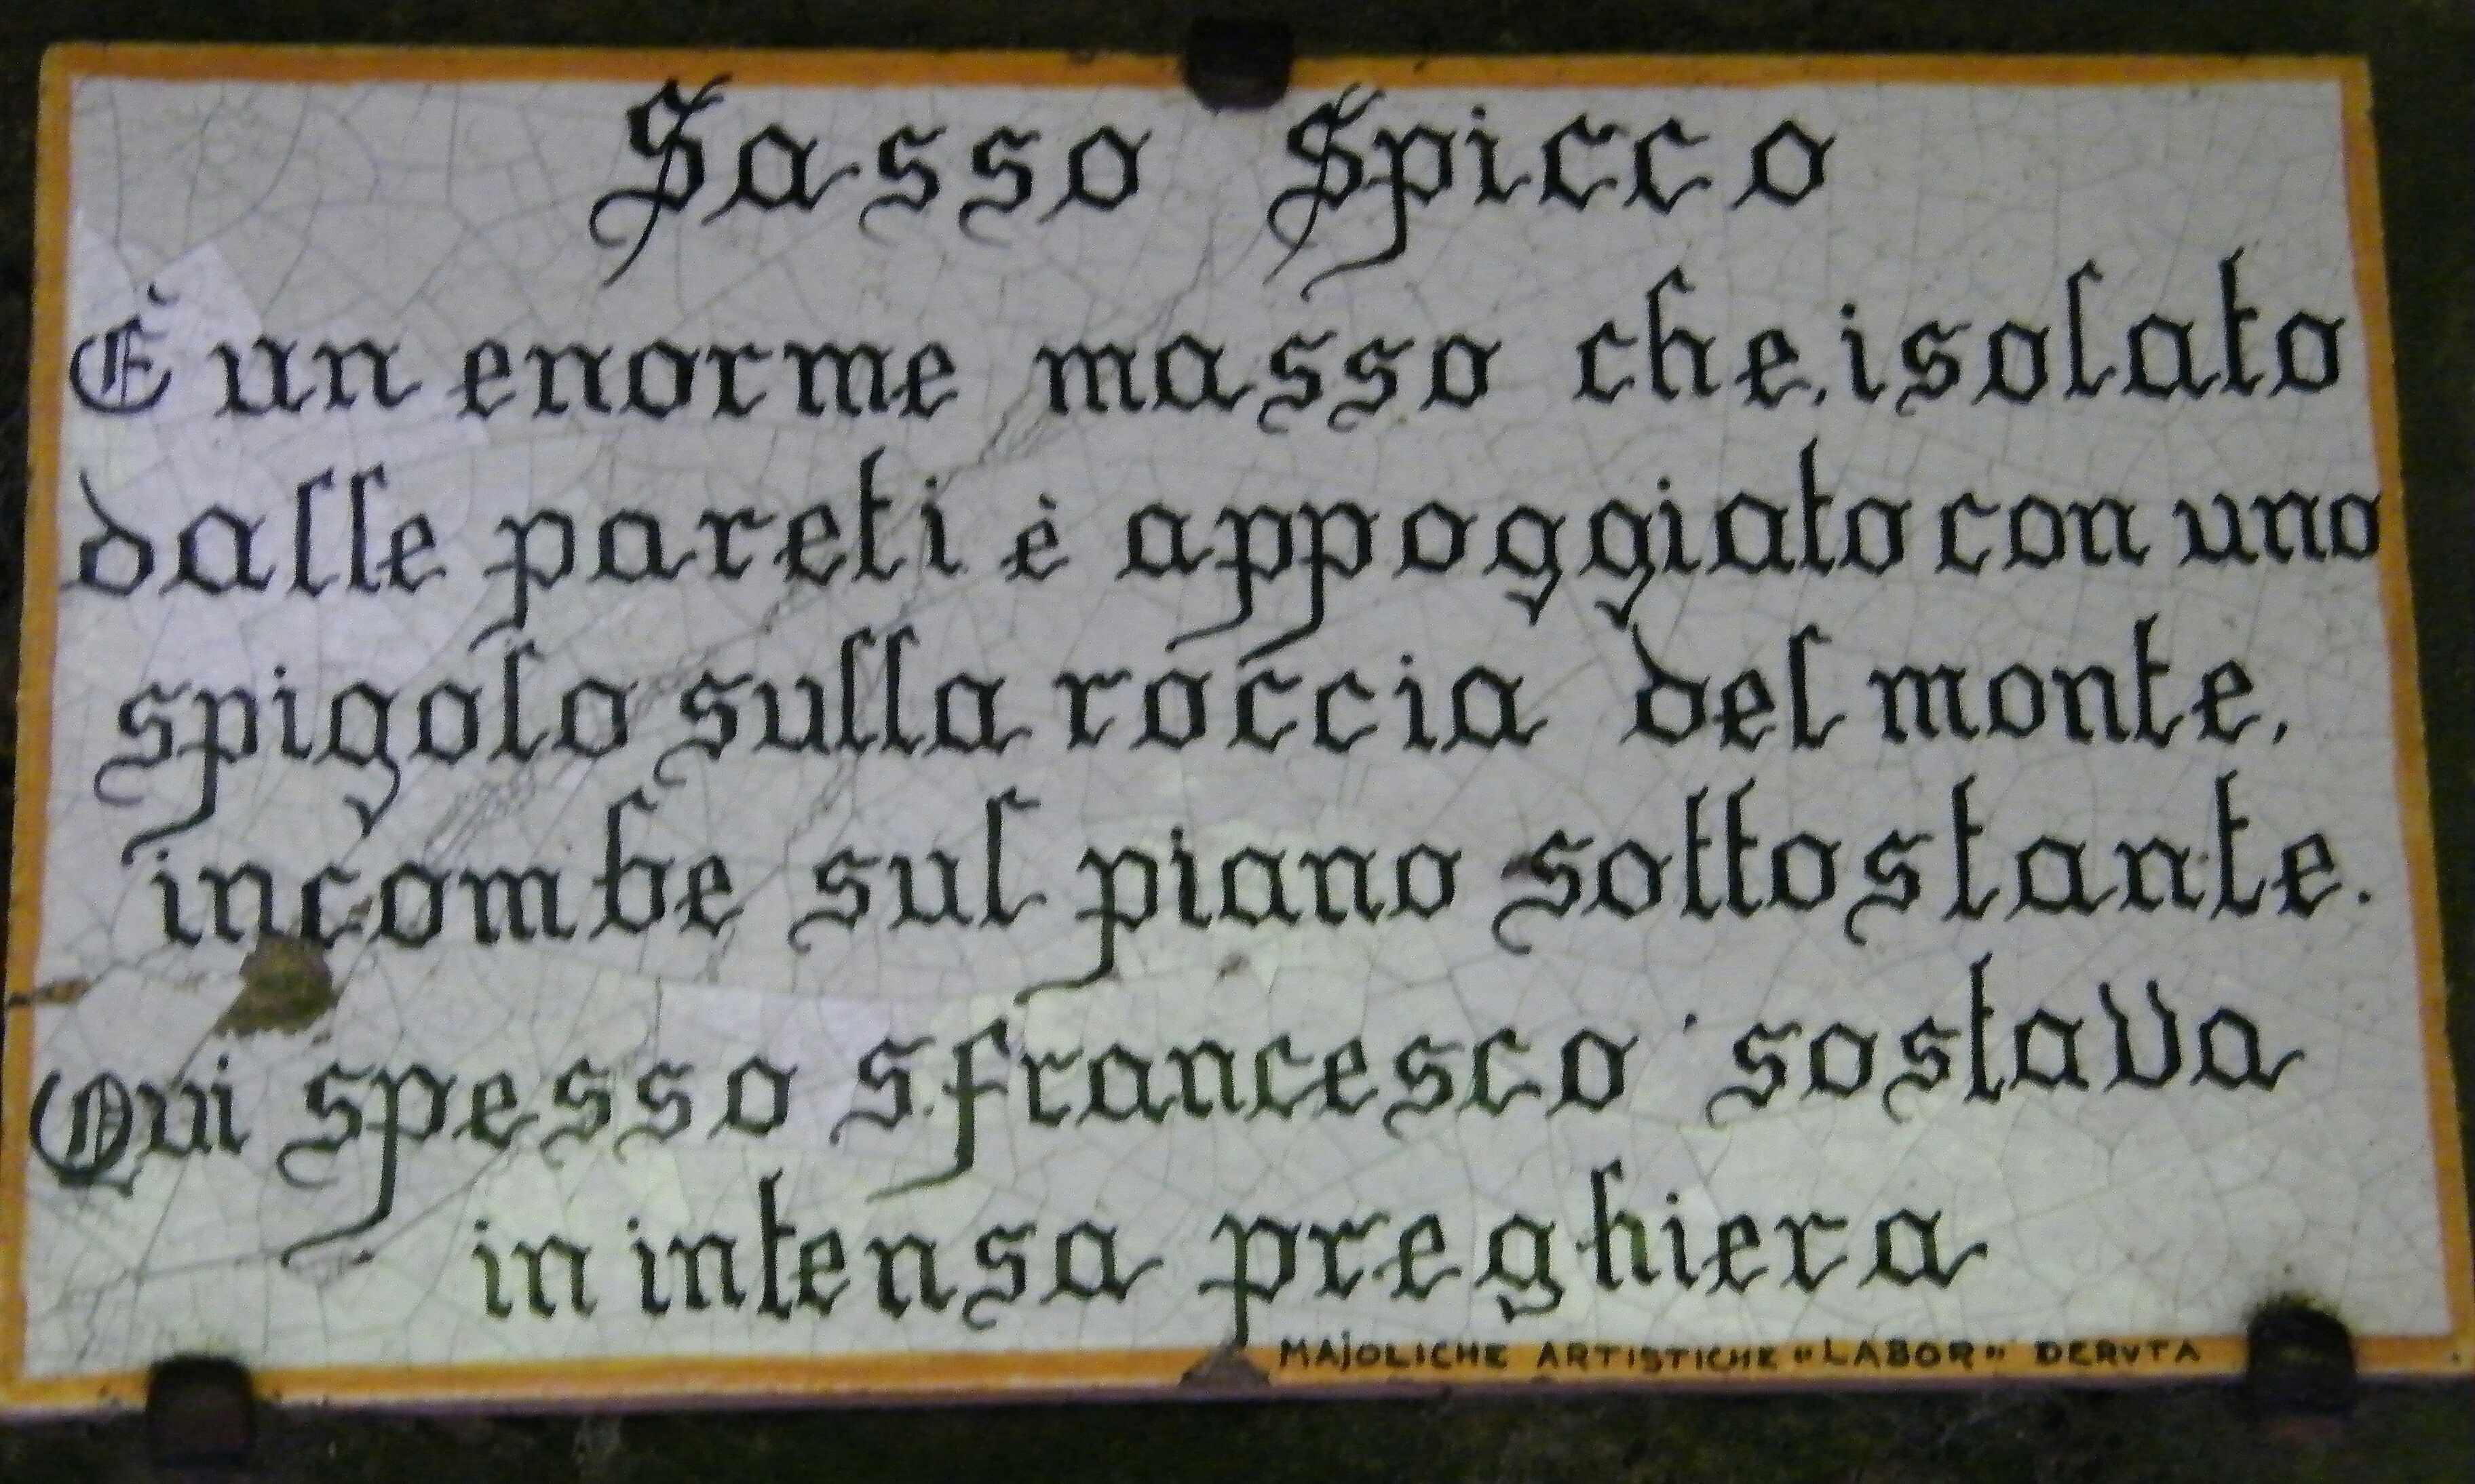 Sasso Spicco
È un enorme masso che, isolato
dalle pareti è appoggiato con uno
spigolo sulla roccia del monte,
incombe sul piano sottostante.
Qui spesso S. francesco sostava
in intensa preghiera
MAJOLICHE ARTISTICHE "LABOR" DERUTA